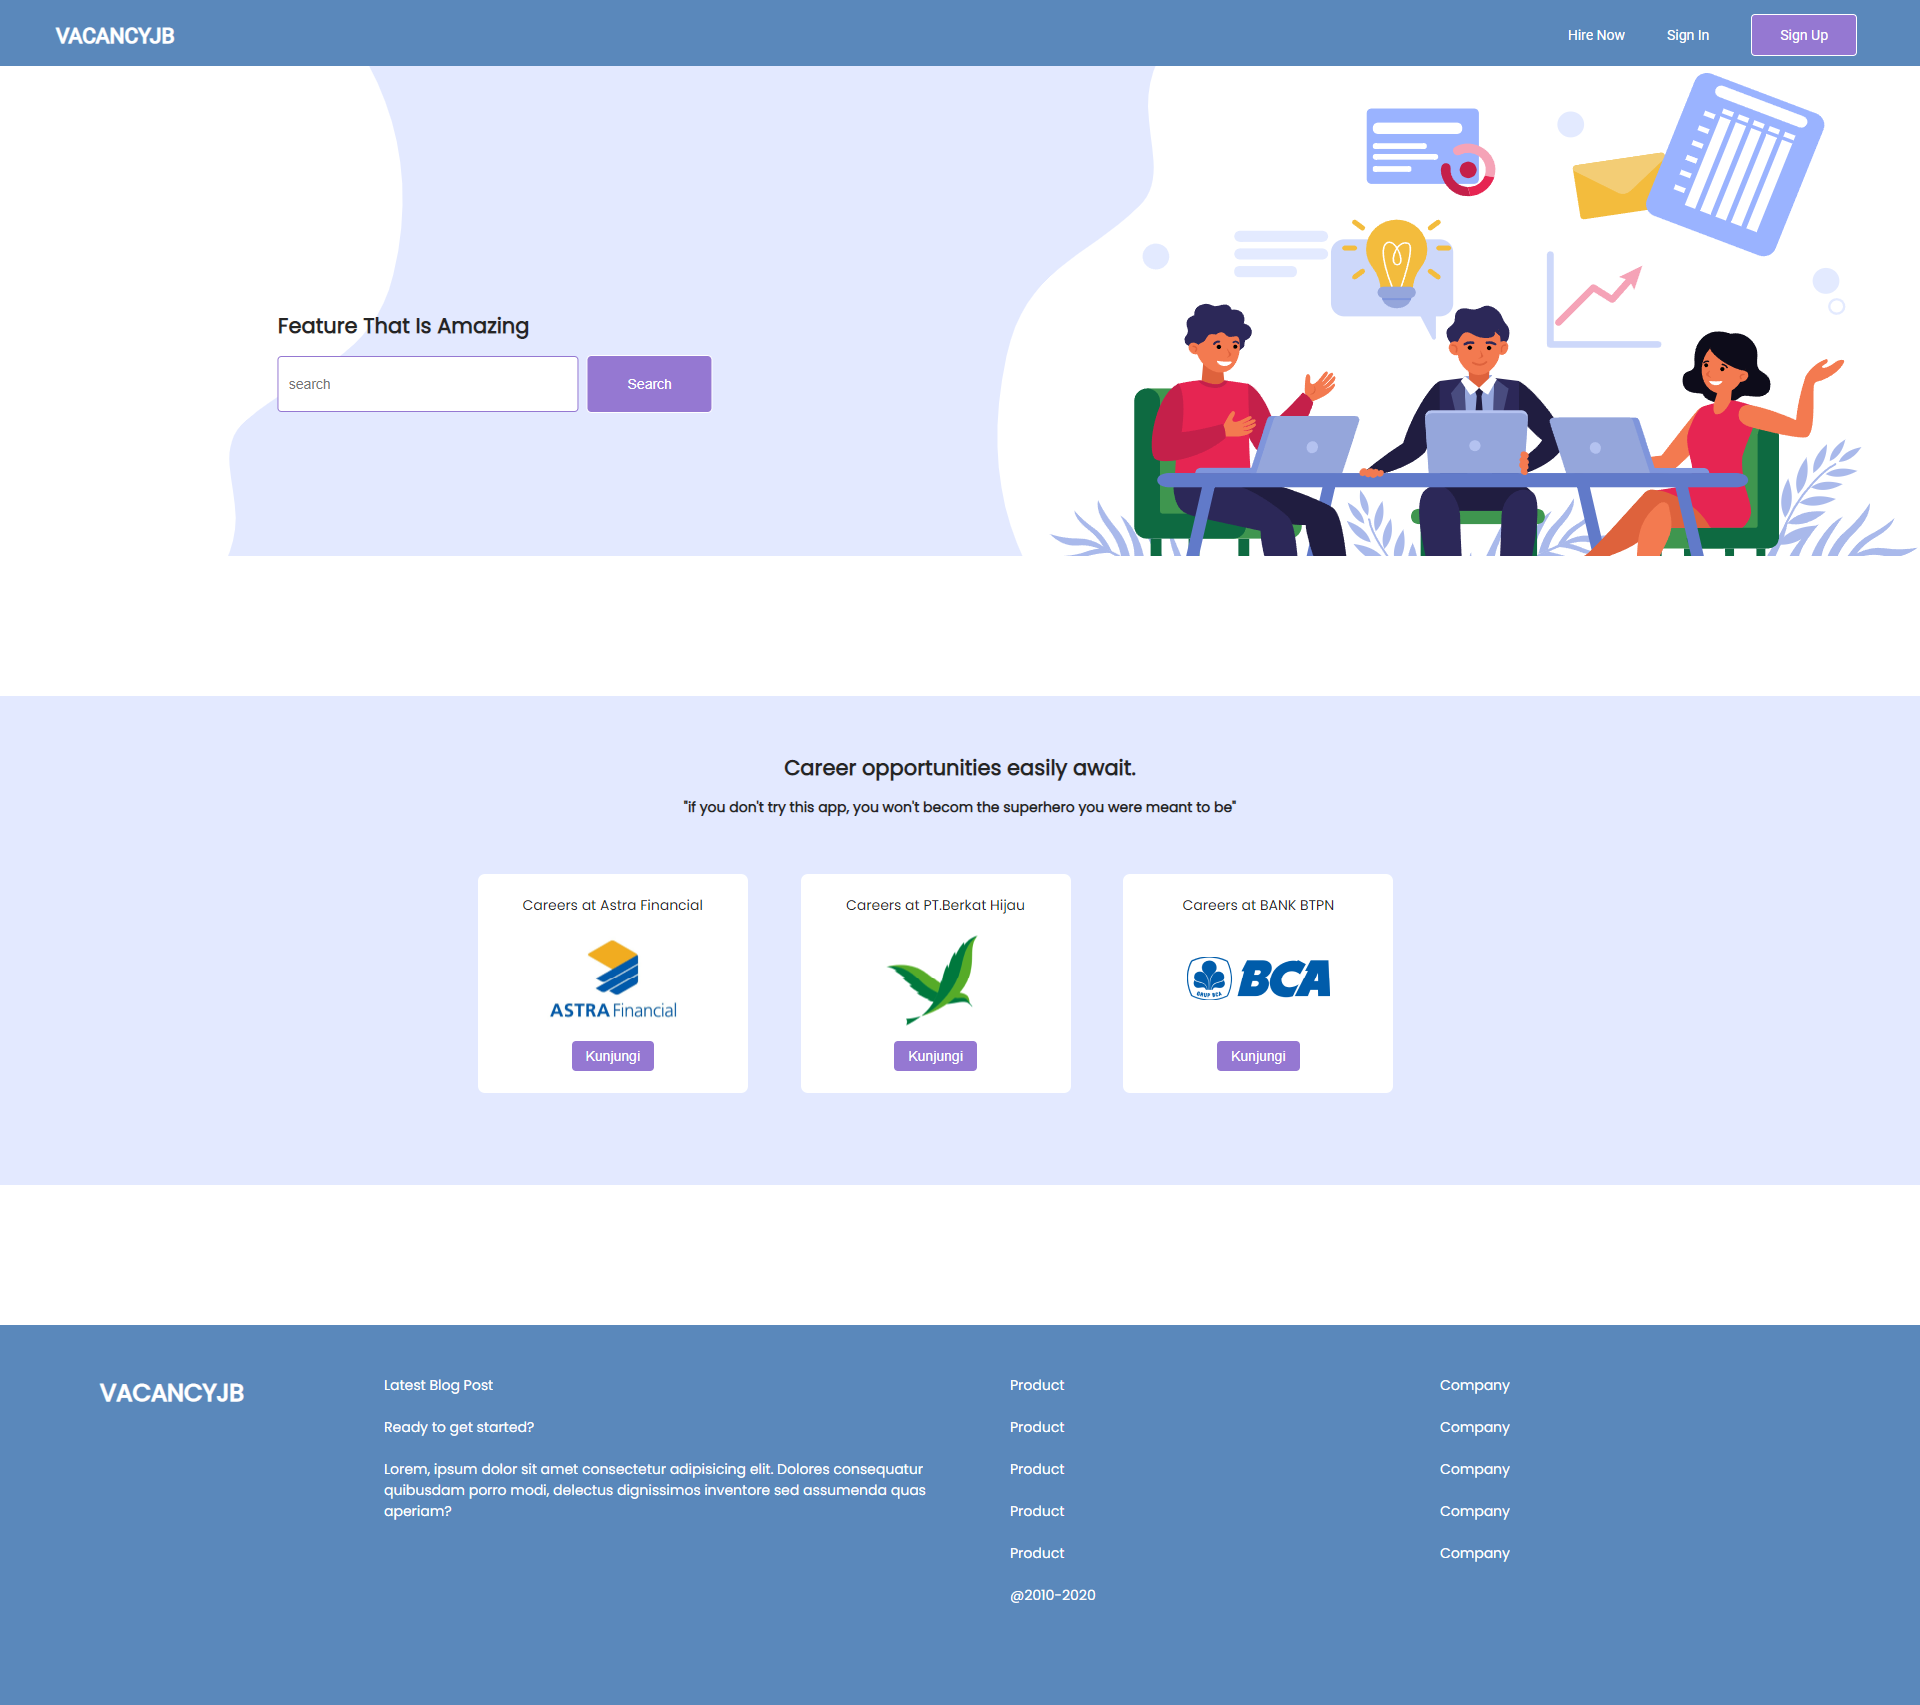 VACANCYJB
Hire Now
Sign In
Sign Up
Feature That Is Amazing
search
Search
Career opportunities easily await.
"if you don't try this app, you won't becom the superhero you were meant to be"
Careers at Astra Financial
ASTRA Financial
Kunjungi
Careers at PT.Berkat Hijau
Kunjungi
Careers at BANK BTPN
GRUP BCA
BCA
Kunjungi
VACANCYJB
Latest Blog Post
Ready to get started?
Lorem, ipsum dolor sit amet consectetur adipisicing elit. Dolores consequatur
quibusdam porro modi, delectus dignissimos inventore sed assumenda quas
aperiam?
Product
Product
Product
Product
Product
@2010-2020
Company
Company
Company
Company
Company